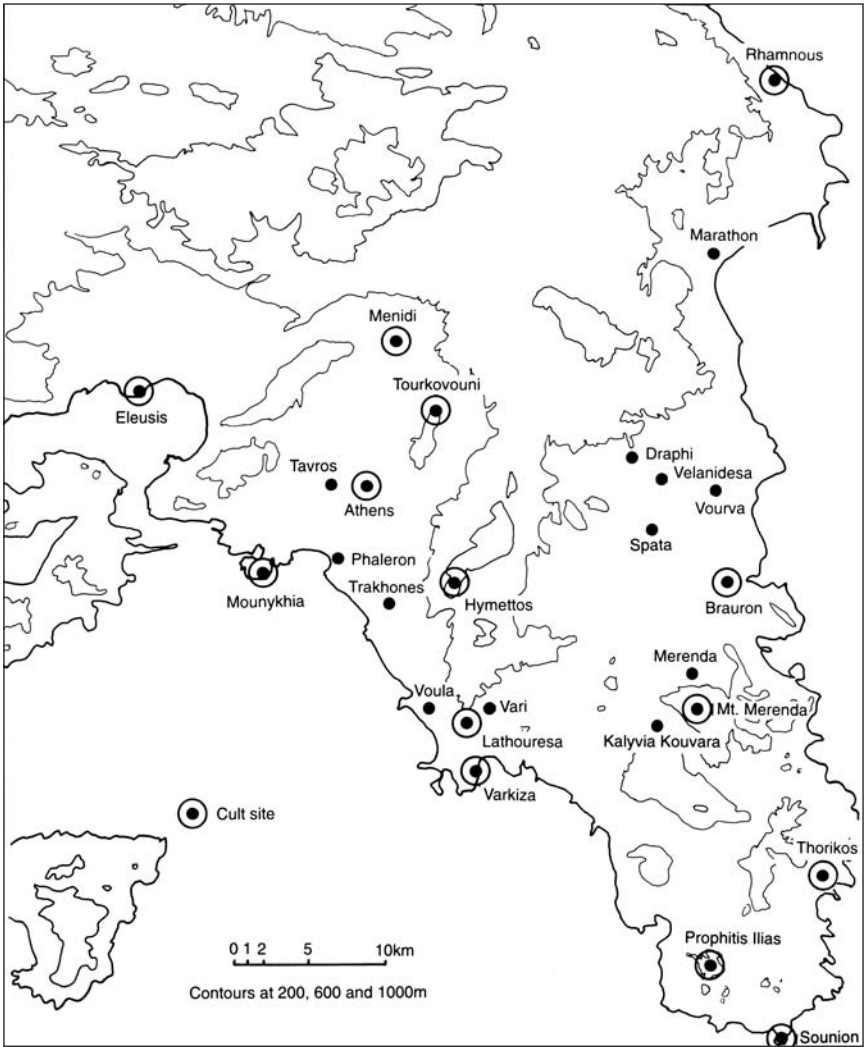 Rhamnous
Marathon
Menidi
Tourkovouni
Eleusis
Draphi
Velanidesa
Tavros
Vourva
Athens
Spata
Phaleron
Trakhones
Mounykhia
Hymettos
Brauron
Merenda
Voula
Vari
Mt. Merenda
Lathouresa
Kalyvia Kouvara
Varkiza
Cult site
Thorikos
Prophitis Ilias
0 1 2 5 10km
Contours at 200, 600 and 1000m
Sounion